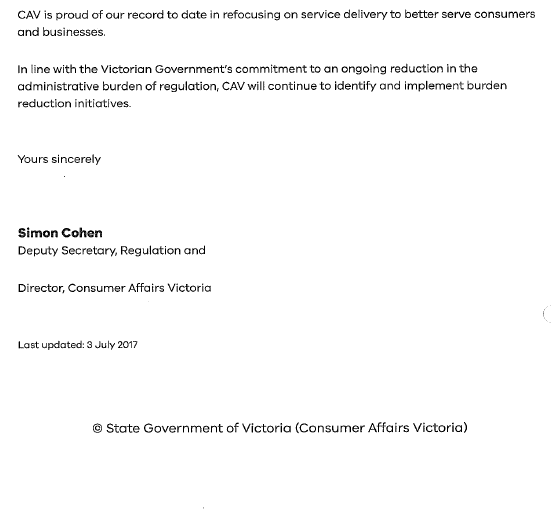 CAV is proud of our record to date in refocusing on service delivery to better serve consumers
and businesses.
In line with the Victorian Government's commitment to an ongoing reduction in the
administrative burden of regulation, CAV will continue to identify and implement burden
reduction initiatives.
Yours sincerely
Simon Cohen
Deputy Secretary, Regulation and
Director, Consumer Affairs Victoria
Last updated: 3 July 2017
© State Government of Victoria (Consumer Affairs Victoria)